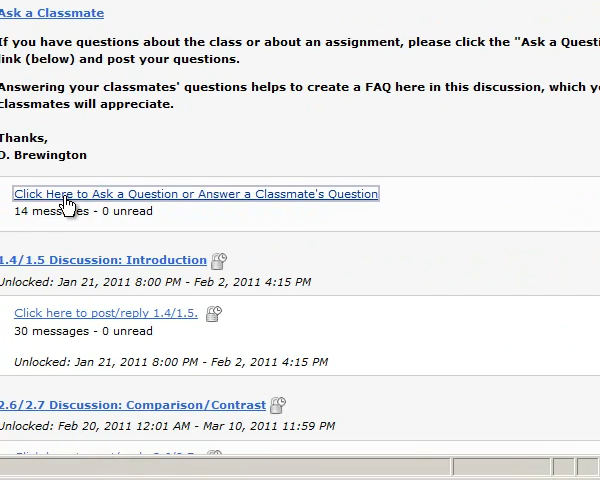 Ask a Classmate
If you have questions about the class or about an assignment, please click the "Ask a
link (below) and post your questions.
Answering your classmates' questions helps to create a FAQ here in this discussion, which
classmates will appreciate.
Thanks,
D. Brewington
Click Here to Ask a Question or Answer a Classmate's Question
14 messages - 0 unread
1.4/1.5 Discussion: Introduction
Unlocked: Jan 21, 2011 8:00 PM - Feb 2, 2011 4:15 PM
Click here to post/reply 1.4/1.5.
30 messages - 0 unread
Unlocked: Jan 21, 2011 8:00 PM - Feb 2, 2011 4:15 PM
2.6/2.7 Discussion: Comparison/Contrast
Unlocked: Feb 20, 2011 12:01 AM - Mar 10, 2011 11:59 PM